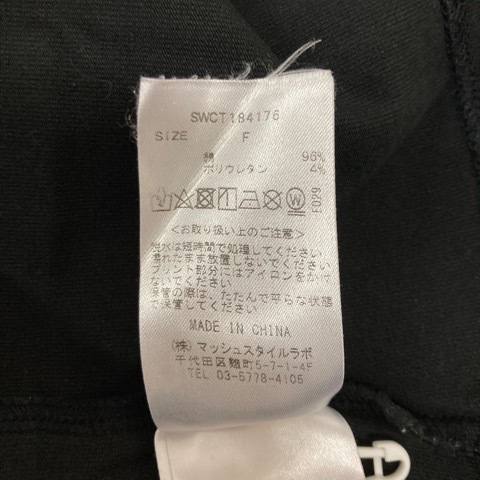 SWCT184176
SIZE F
綿 96%
ポリウレタン 4%
W
E029
<お取り扱い上のご注意>
脱水は短時間で処理してください
濡れたまま放置しないでください
プリント部分にはアイロンをかけ
ないでください
保管の際は、たたんで平らな状態
で保管してください
MADE IN CHINA
(株)マッシュスタイルラボ
千代田区麹町5-7-1-4F
TEL 03-5778-4105